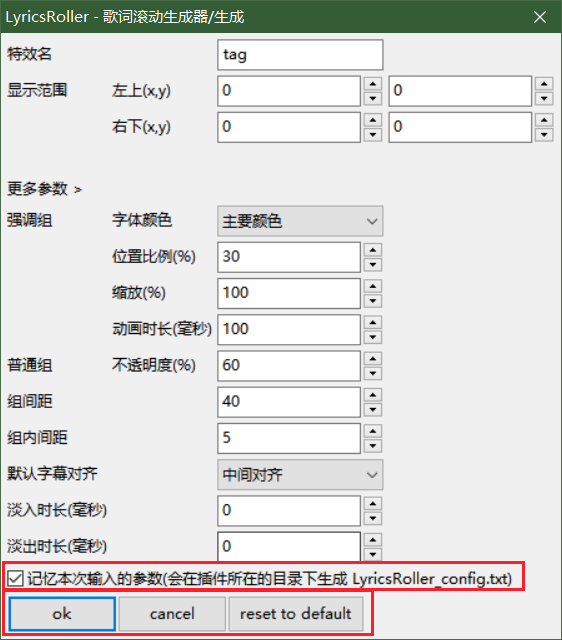 LyricsRoller - 歌词滚动生成器/生成
特效名 tag
显示范围 左上(x,y) 0 0
右下(x,y) 0 0
更多参数 >
强调组 字体颜色 主要颜色
位置比例(%) 30
缩放(%) 100
动画时长(毫秒) 100
普通组 不透明度(%) 60
组间距 40
组内间距 5
默认字幕对齐 中间对齐
淡入时长(毫秒) 0
淡出时长(毫秒) 0
记忆本次输入的参数(会在插件所在的目录下生成 LyricsRoller_config.txt)
ok cancel reset to default